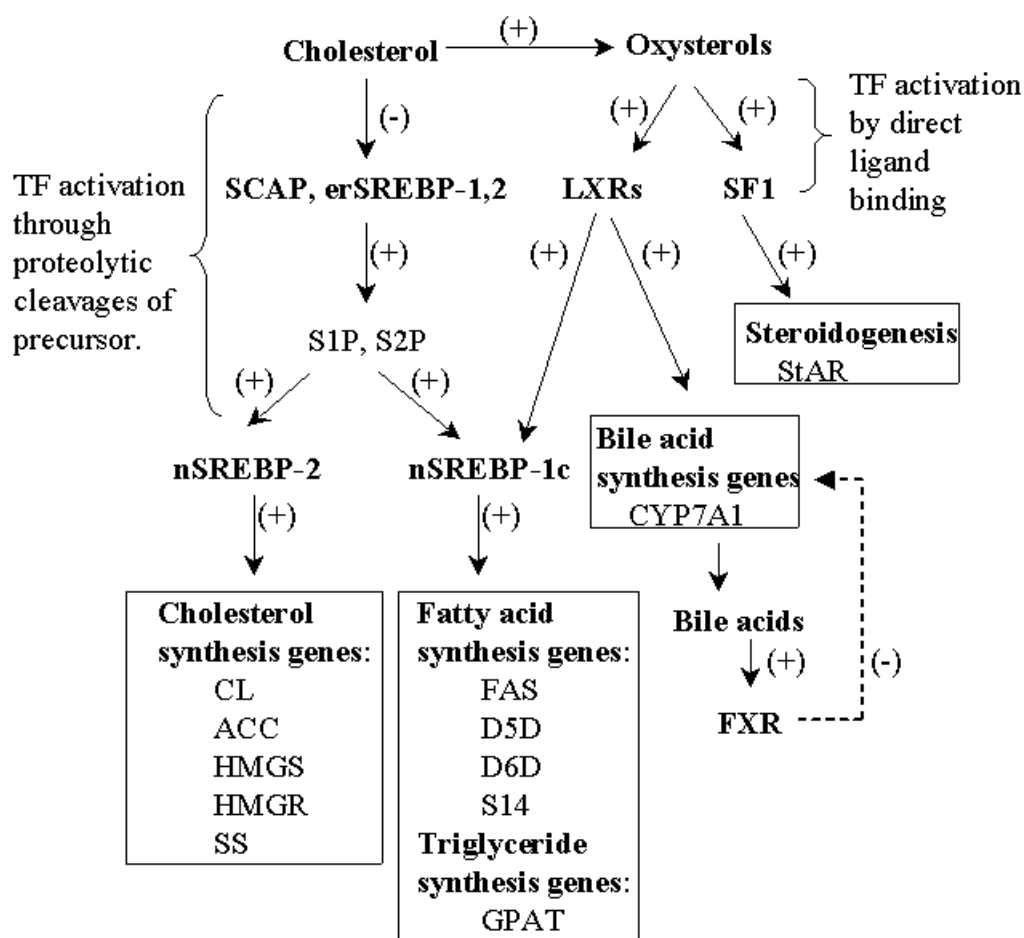 Cholesterol
(+)
Oxysterols
(-)
(+)
(+)
TF activation
by direct
ligand
binding
TF activation
through
proteolytic
cleavages of
precursor.
SCAP, erSREBP-1,2
LXRs
SF1
(+)
(+)
(+)
(+)
S1P, S2P
Steroidogenesis
StAR
(+)
(+)
nSREBP-2
nSREBP-1c
Bile acid
synthesis genes
CYP7A1
(+)
(+)
Cholesterol
synthesis genes:
CL
ACC
HMGS
HMGR
SS
Fatty acid
synthesis genes:
FAS
D5D
D6D
S14
Triglyceride
synthesis genes:
GPAT
Bile acids
(+)
(-)
FXR